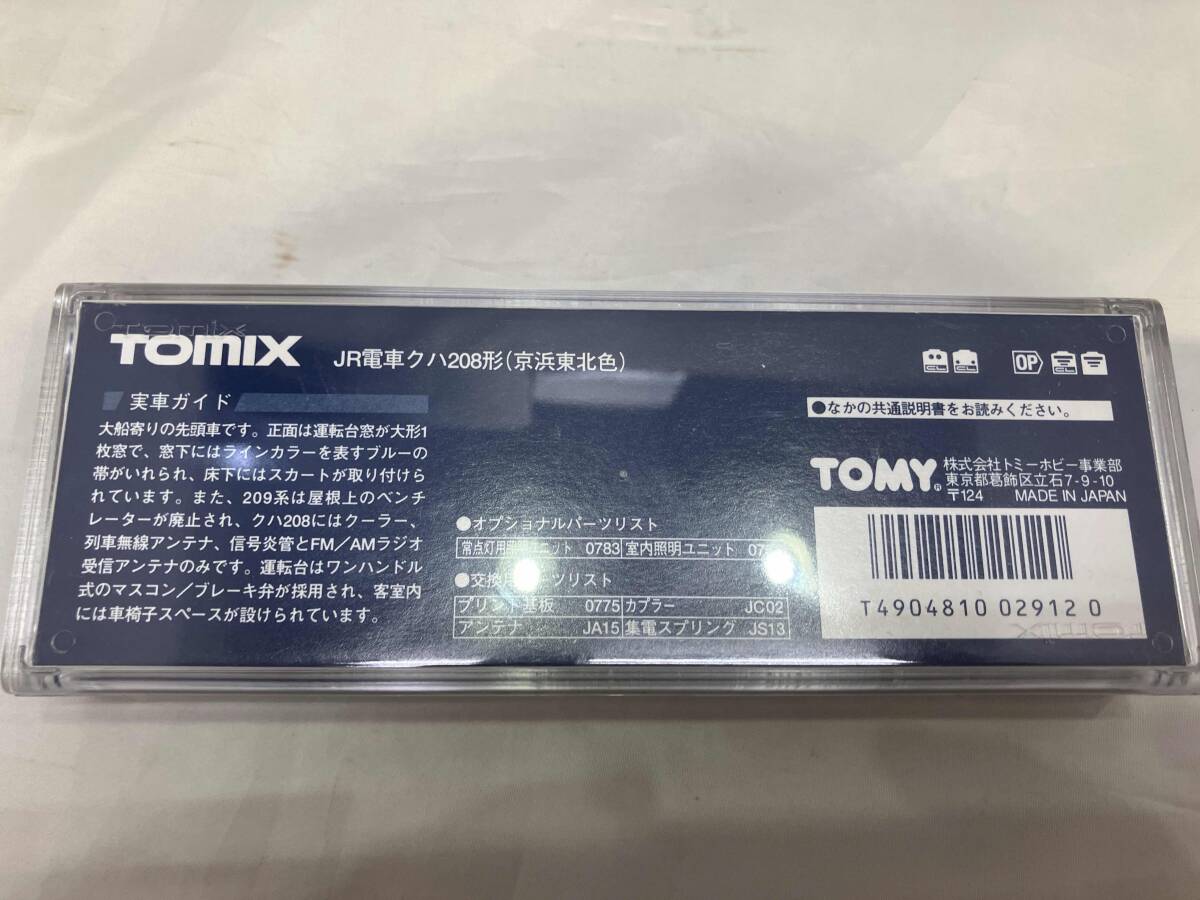 TOMIX
TOMIX JR電車クハ208形(京浜東北色)
CL CL OP CL
実車ガイド
大船寄りの先頭車です。正面は運転台窓が大形1
枚窓で、窓下にはラインカラーを表すブルーの
帯がいれられ、床下にはスカートが取り付けら
れています。また、209系は屋根上のベンチ
レーターが廃止され、クハ208にはクーラー、
列車無線アンテナ、信号炎管とFM／AMラジオ
受信アンテナのみです。運転台はワンハンドル
式のマスコン／ブレーキ弁が採用され、客室内
には車椅子スペースが設けられています。
●オプショナルパーツリスト
常点灯用照明ユニット 0783 室内照明ユニット
●交換用パーツリスト
プリント基板 0775 カプラー JC02
アンテナ JA15 集電スプリング JS13
●なかの共通説明書をお読みください。
TOMY® 株式会社トミーホビー事業部
東京都葛飾区立石7-9-10
〒124 MADE IN JAPAN
T4904810 02912 0
TOMIX